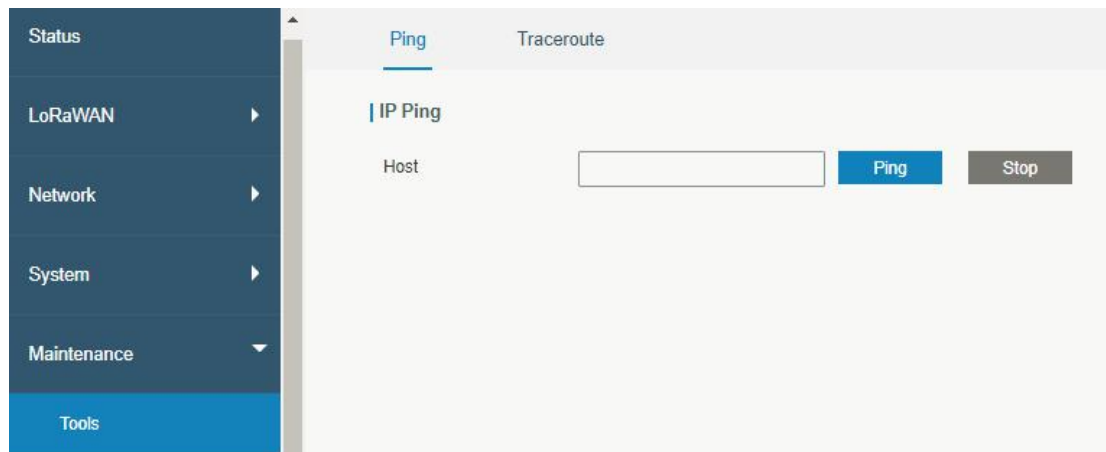 Status
LoRaWAN
Network
System
Maintenance
Tools
Ping Traceroute
IP Ping
Host Ping Stop